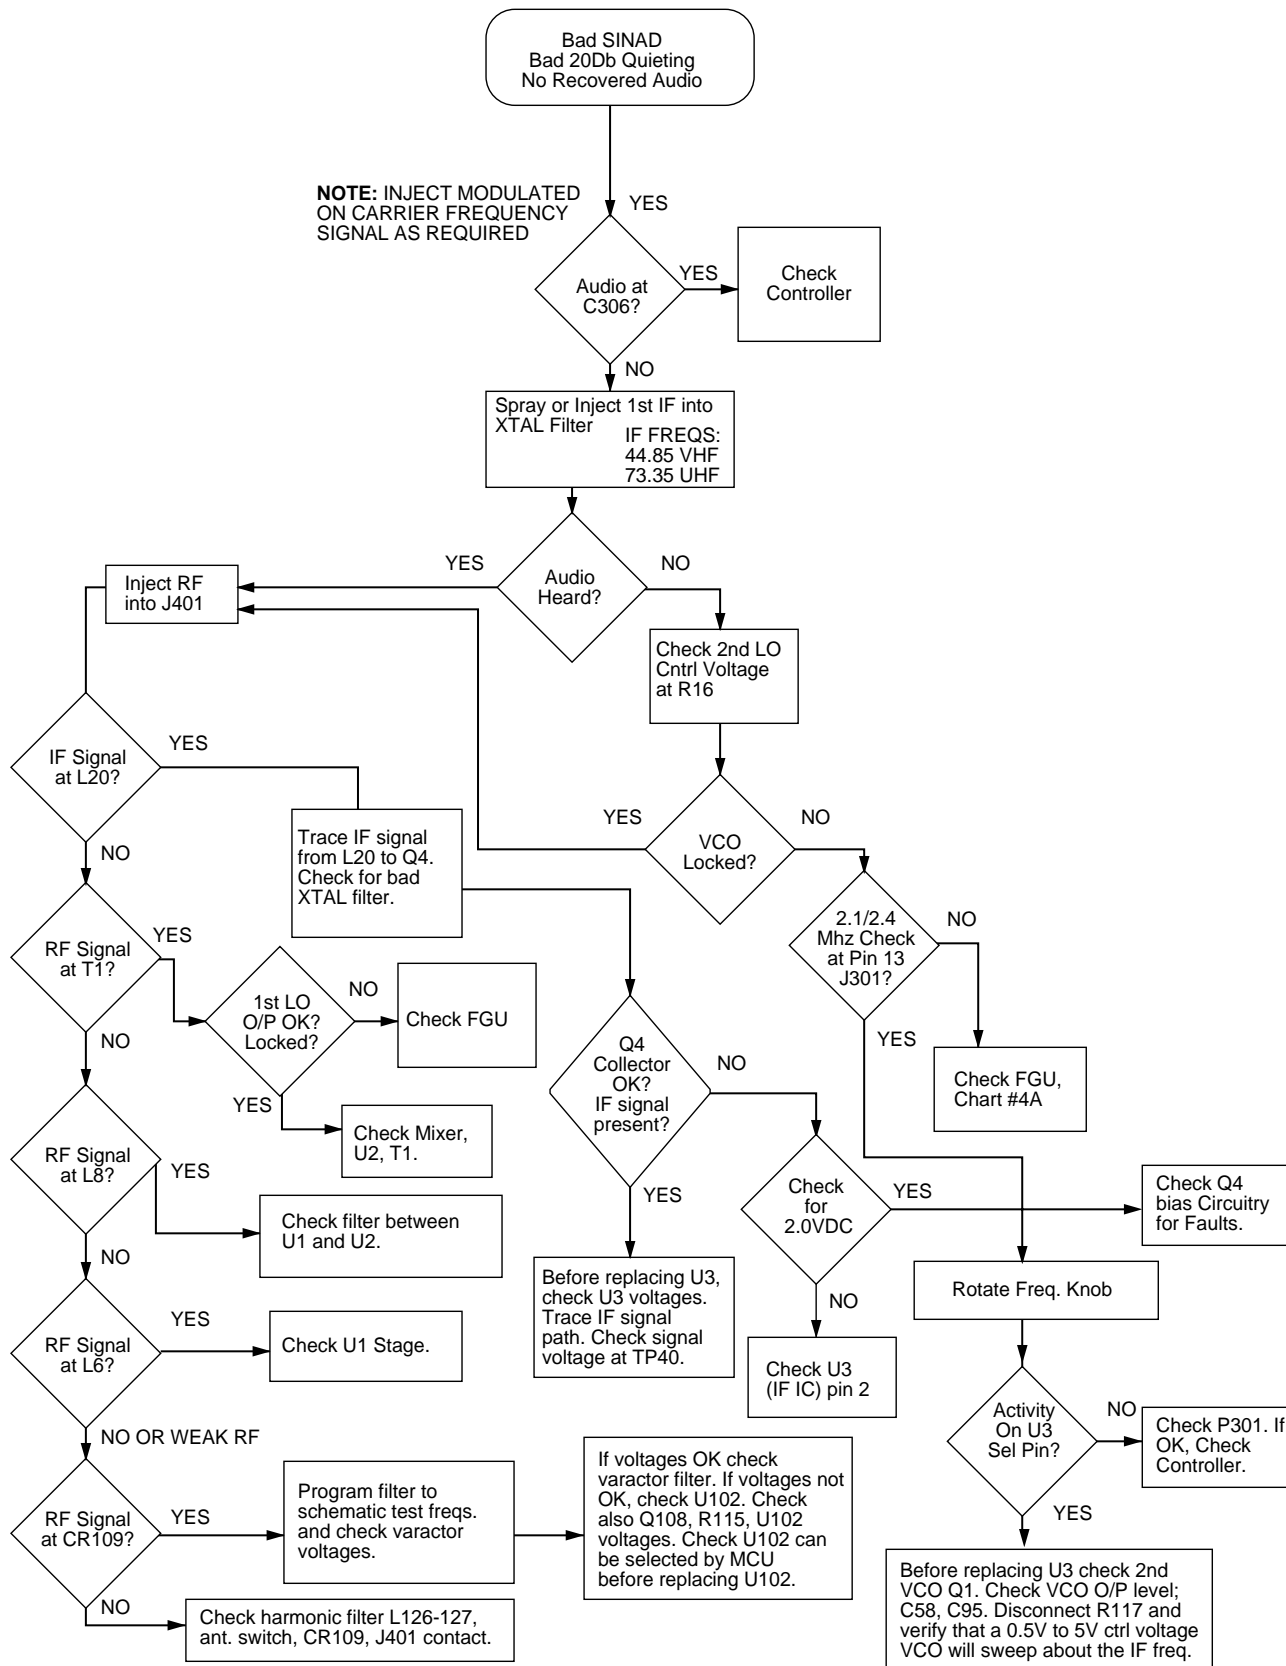 Bad SINAD
Bad 20Db Quieting
No Recovered Audio
NOTE: INJECT MODULATED
ON CARRIER FREQUENCY
SIGNAL AS REQUIRED
YES
Audio at
C306?
YES
Check
Controller
NO
Spray or Inject 1st IF into
XTAL Filter
IF FREQS:
44.85 VHF
73.35 UHF
YES
Audio
Heard?
NO
Inject RF
into J401
Check 2nd LO
Cntrl Voltage
at R16
IF Signal
at L20?
YES
NO
Trace IF signal
from L20 to Q4.
Check for bad
XTAL filter.
YES
VCO
Locked?
NO
RF Signal
at T1?
YES
NO
1st LO
O/P OK?
Locked?
NO
Check FGU
YES
Check Mixer,
U2, T1.
2.1/2.4
Mhz Check
at Pin 13
J301?
NO
YES
Check FGU,
Chart #4A
Q4
Collector
OK?
IF signal
present?
NO
YES
RF Signal
at L8?
YES
NO
Check filter between
U1 and U2.
Check
for
2.0VDC
YES
NO
Check Q4
bias Circuitry
for Faults.
Before replacing U3,
check U3 voltages.
Trace IF signal
path. Check signal
voltage at TP40.
Rotate Freq. Knob
RF Signal
at L6?
YES
Check U1 Stage.
Check U3
(IF IC) pin 2
NO OR WEAK RF
Activity
On U3
Sel Pin?
NO
Check P301. If
OK, Check
Controller.
YES
RF Signal
at CR109?
YES
Program filter to
schematic test freqs.
and check varactor
voltages.
If voltages OK check
varactor filter. If voltages not
OK, check U102. Check
also Q108, R115, U102
voltages. Check U102 can
be selected by MCU
before replacing U102.
NO
Check harmonic filter L126-127,
ant. switch, CR109, J401 contact.
Before replacing U3 check 2nd
VCO Q1. Check VCO O/P level;
C58, C95. Disconnect R117 and
verify that a 0.5V to 5V ctrl voltage
VCO will sweep about the IF freq.